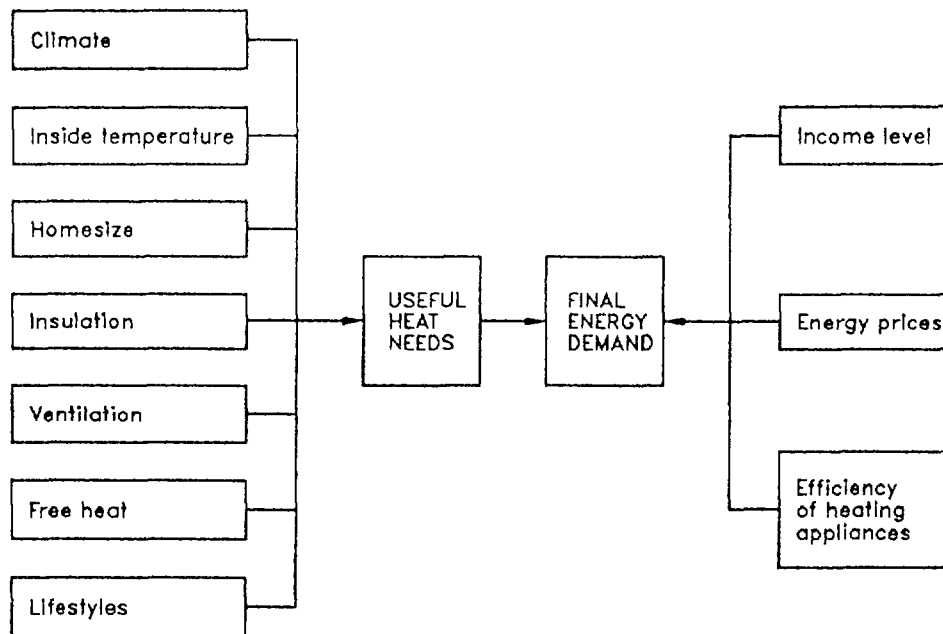 Climate
Inside temperature
Homesize
Insulation
Ventilation
Free heat
Lifestyles
USEFUL
HEAT
NEEDS
FINAL
ENERGY
DEMAND
Income level
Energy prices
Efficiency
of heating
appliances